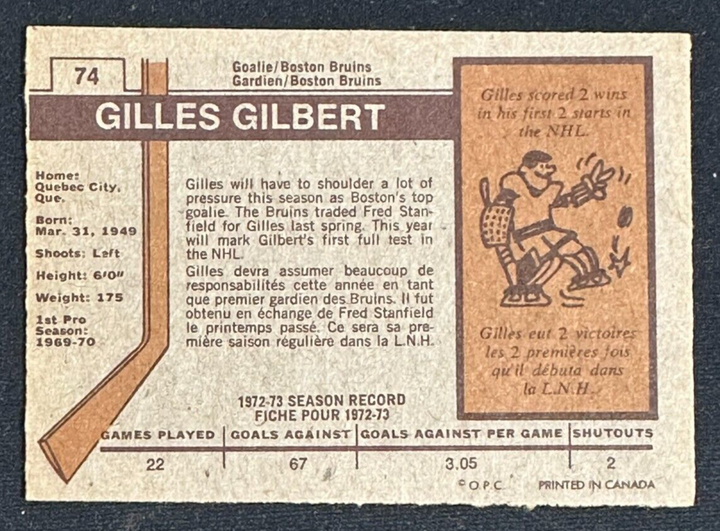 74
Goalie/Boston Bruins
Gardien/Boston Bruins
GILLES GILBERT
Home:
Quebec City,
Que.
Born:
Mar. 31, 1949
Shoots: Left
Height: 6'0"
Weight: 175
1st Pro
Season:
1969-70
Gilles will have to shoulder a lot of
pressure this season as Boston's top
goalie. The Bruins traded Fred Stan-
field for Gilles last spring. This year
will mark Gilbert's first full test in
the NHL.
Gilles devra assumer beaucoup de
responsabilités cette année en tant
que premier gardien des Bruins. Il fut
obtenu en échange de Fred Stanfield
le printemps passé. Ce sera sa pre-
mière saison régulière dans la L.N.H.
Gilles scored 2 wins
in his first 2 starts in
the NHL.
Gilles eut 2 victoires
les 2 premières fois
qu'il débuta dans
la L.N.H.
1972-73 SEASON RECORD
FICHE POUR 1972-73
GAMES PLAYED GOALS AGAINST GOALS AGAINST PER GAME SHUTOUTS
22 67 3.05 2
© O.P.C. PRINTED IN CANADA